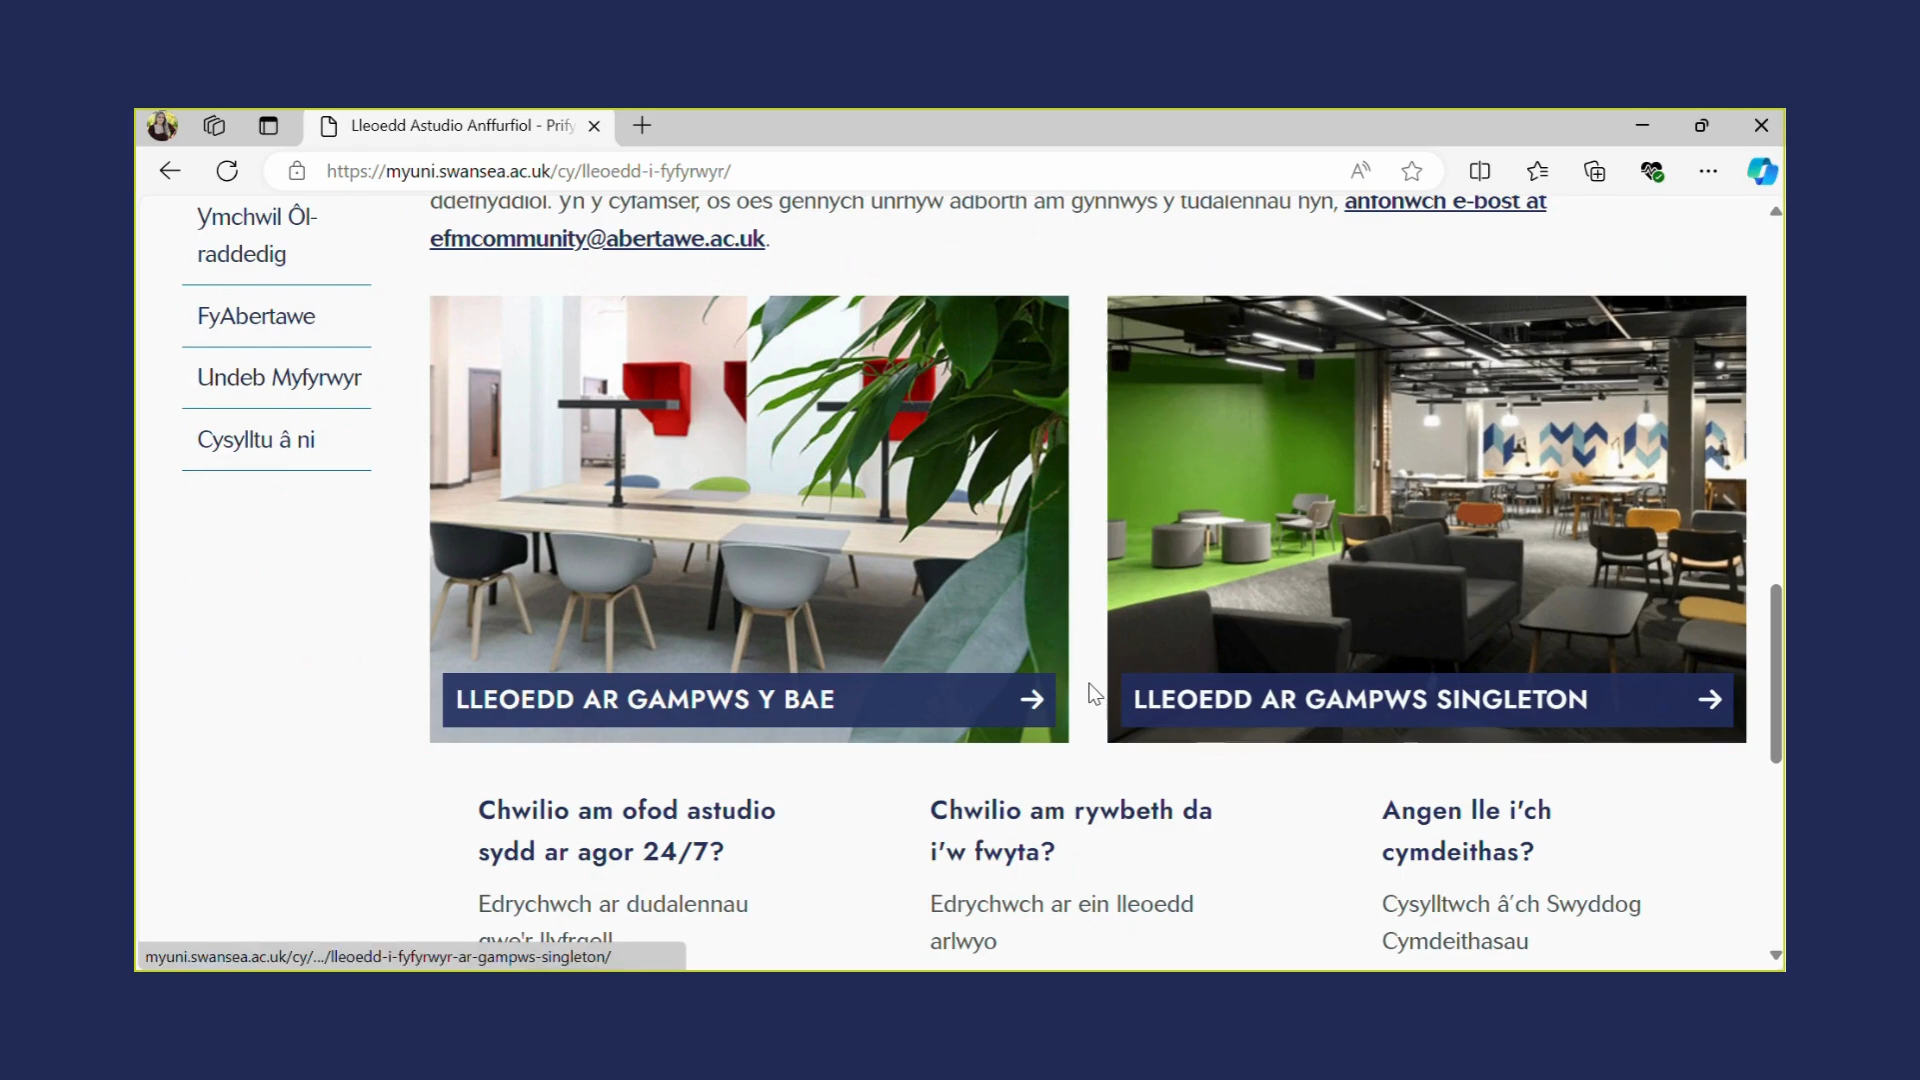 Lleoedd Astudio Anffurfiol - Prify
https://myuni.swansea.ac.uk/cy/lleoedd-i-fyfyrwyr/
ddefnyddiol. Yn y cyfamser, os oes gennych unrhyw adborth am gynnwys y tudalennau hyn, anfonwch e-bost at
efmcommunity@abertawe.ac.uk.
Ymchwil Ôl-
raddedig
FyAbertawe
Undeb Myfyrwyr
Cysylltu â ni
LLEOEDD AR GAMPWS Y BAE
LLEOEDD AR GAMPWS SINGLETON
Chwilio am ofod astudio
sydd ar agor 24/7?
Edrychwch ar dudalennau
gwe'r llyfrgell
Chwilio am rywbeth da
i'w fwyta?
Edrychwch ar ein lleoedd
arlwyo
Angen lle i'ch
cymdeithas?
Cysylltwch â'ch Swyddog
Cymdeithasau
myuni.swansea.ac.uk/cy/.../lleoedd-i-fyfyrwyr-ar-gampws-singleton/